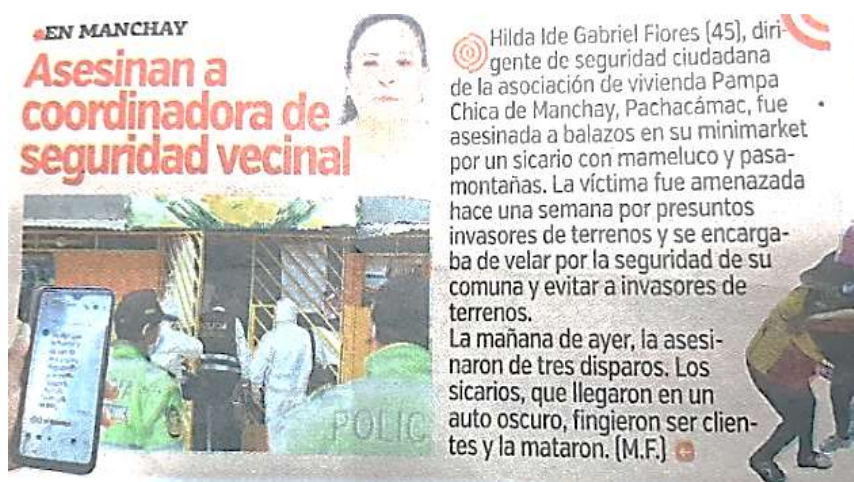 EN MANCHAY
Asesinan a
coordinadora de
seguridad vecinal
POLIC
Hilda Ide Gabriel Flores (45), diri-
gente de seguridad ciudadana
de la asociación de vivienda Pampa
Chica de Manchay, Pachacámac, fue
asesinada a balazos en su minimarket
por un sicario con mameluco y pasa-
montañas. La víctima fue amenazada
hace una semana por presuntos
invasores de terrenos y se encarga-
ba de velar por la seguridad de su
comuna y evitar a invasores de
terrenos.
La mañana de ayer, la asesi-
naron de tres disparos. Los
sicarios, que llegaron en un
auto oscuro, fingieron ser clien-
tes y la mataron. (M.F.)